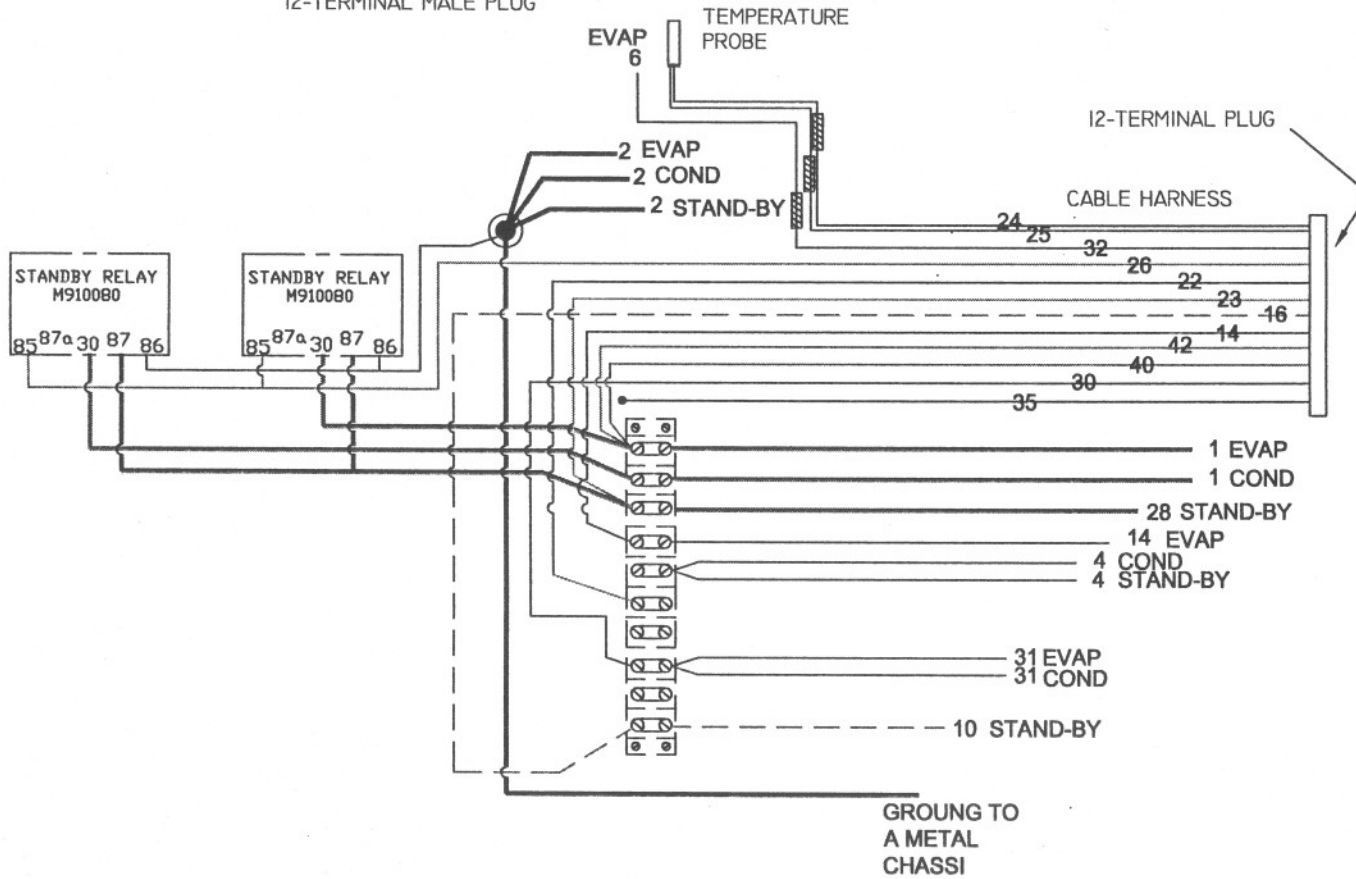 12-TERMINAL MALE PLUG
TEMPERATURE
PROBE
EVAP
6
12-TERMINAL PLUG
2 EVAP
2 COND
2 STAND-BY
CABLE HARNESS
24
25
32
26
22
23
16
14
42
40
30
35
STANDBY RELAY
M910080
85 87a 30 87 86
STANDBY RELAY
M910080
85 87a 30 87 86
1 EVAP
1 COND
28 STAND-BY
14 EVAP
4 COND
4 STAND-BY
31 EVAP
31 COND
10 STAND-BY
GROUNG TO
A METAL
CHASSI